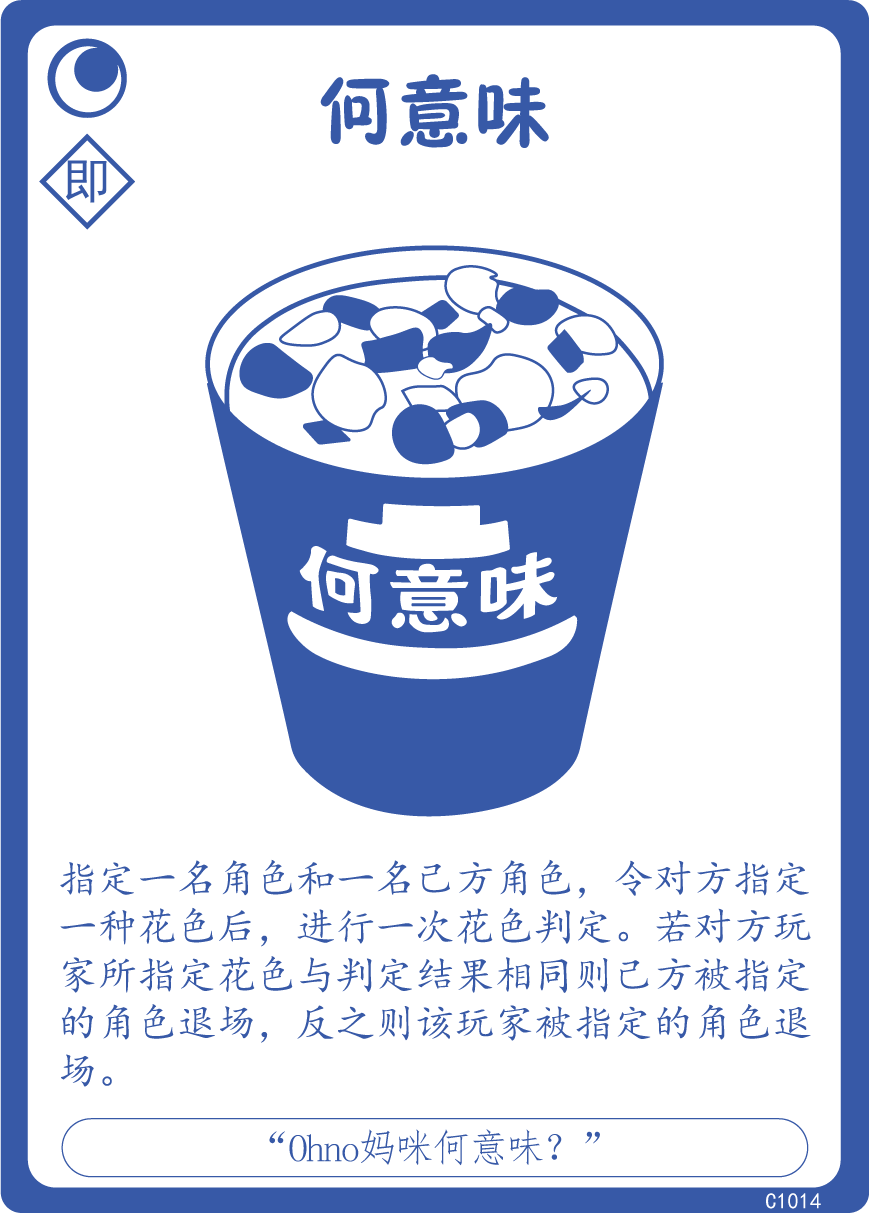 何意味
即
何意味
指定一名角色和一名己方角色，令对方指定
一种花色后，进行一次花色判定。若对方玩
家所指定花色与判定结果相同则己方被指定
的角色退场，反之则该玩家被指定的角色退
场。
“Ohno妈咪何意味？”
C1014